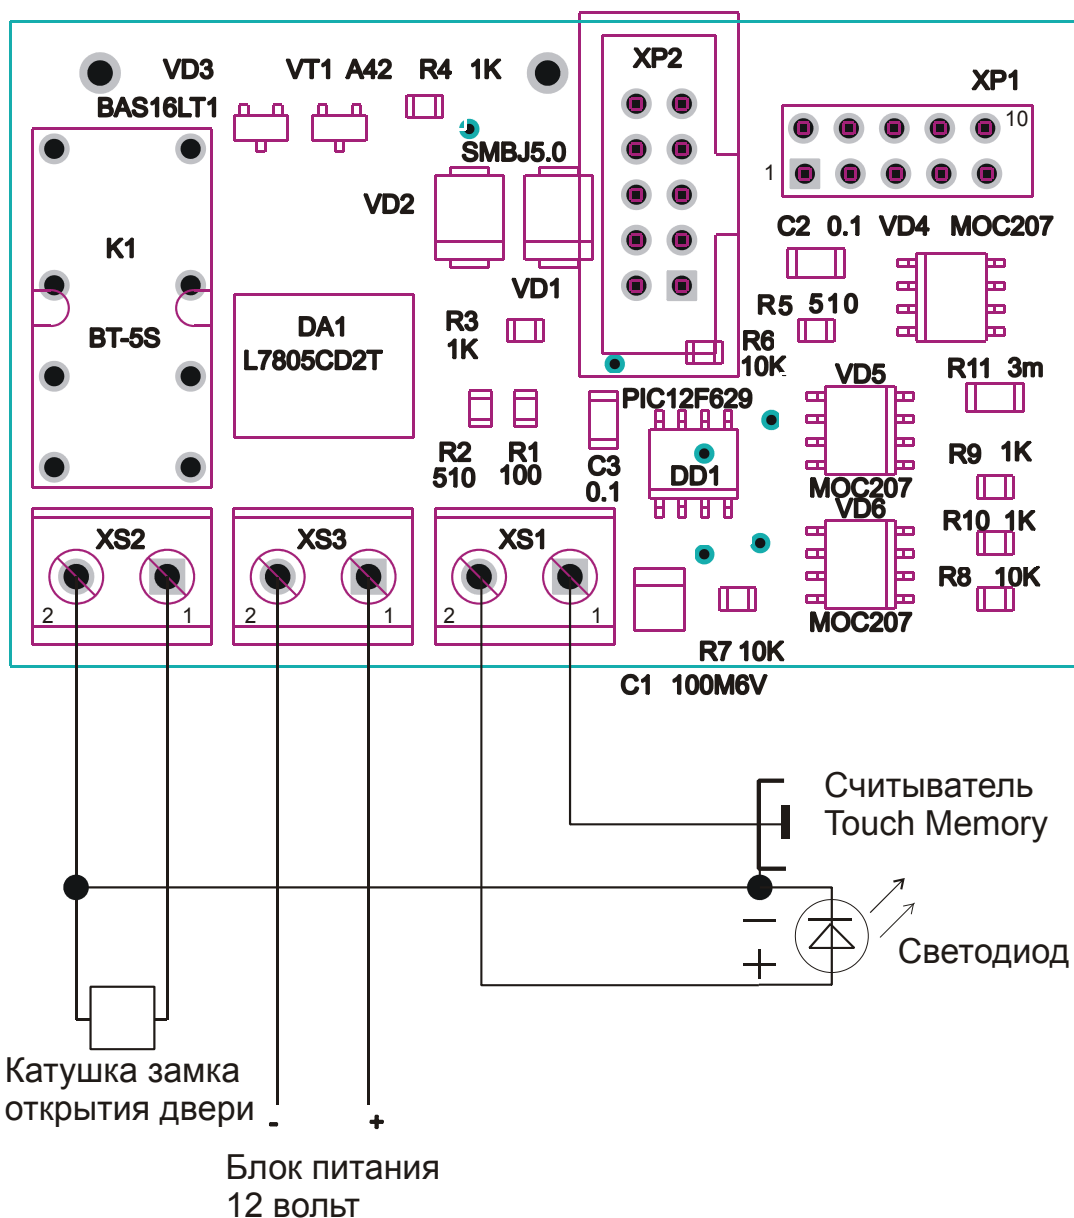 XP2
VD3 VT1 A42 R4 1K
XP1
BAS16LT1
10
SMBJ5.0
1
VD2
C2 0.1 VD4 MOC207
K1
VD1
R5 510
BT-5S
DA1
L7805CD2T
R3
1K
R6
10K
VD5
R11 3m
PIC12F629
R2
510
R1
100
C3
0.1
DD1
R9 1K
MOC207
VD6
R10 1K
XS2
XS3
XS1
R8 10K
2 1
2 1
2 1
MOC207
R7 10K
C1 100M6V
Считыватель
Touch Memory
−
+
Светодиод
Катушка замка
открытия двери
- +
Блок питания
12 вольт